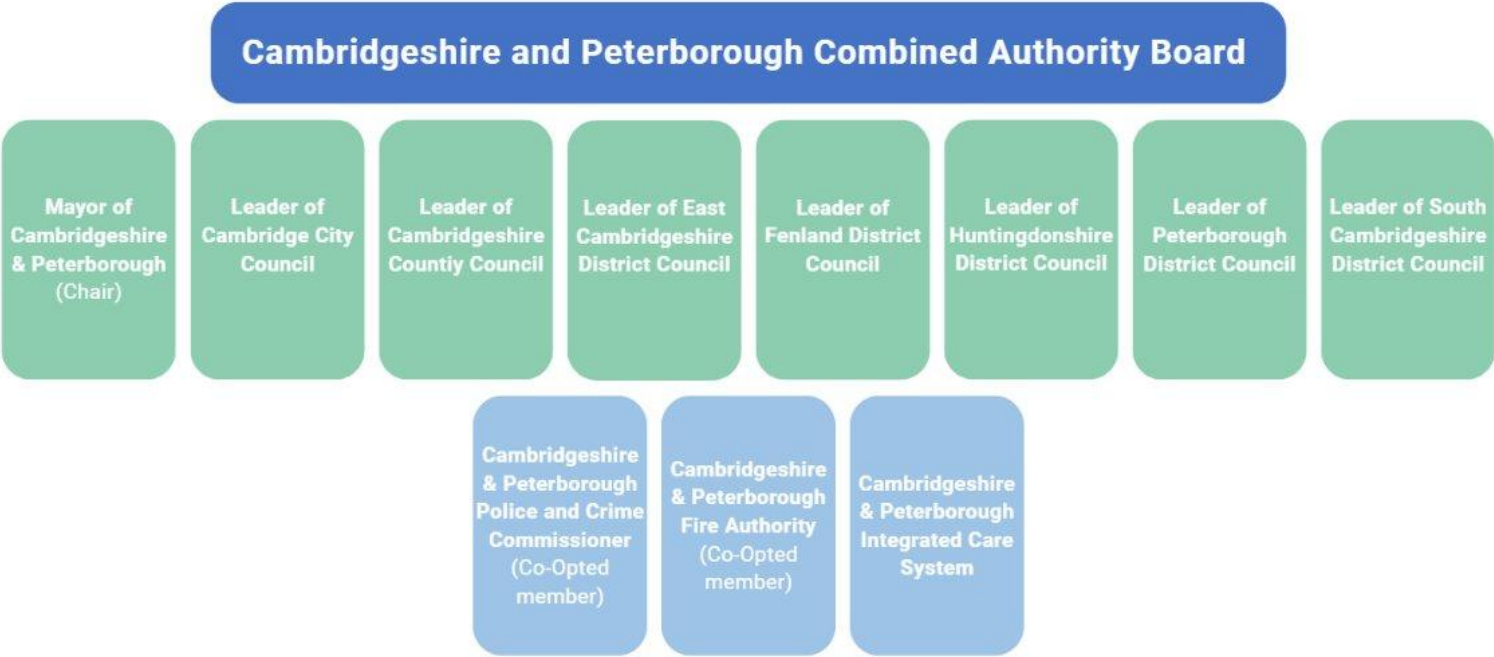 Cambridgeshire and Peterborough Combined Authority Board
Mayor of
Cambridgeshire
& Peterborough
(Chair)
Leader of
Cambridge City
Council
Leader of
Cambridgeshire
Countiy Council
Leader of East
Cambridgeshire
District Council
Leader of
Fenland District
Council
Leader of
Huntingdonshire
District Council
Leader of
Peterborough
District Council
Leader of South
Cambridgeshire
District Council
Cambridgeshire
& Peterborough
Police and Crime
Commissioner
(Co-Opted
member)
Cambridgeshire
& Peterborough
Fire Authority
(Co-Opted
member)
Cambridgeshire
& Peterborough
Integrated Care
System